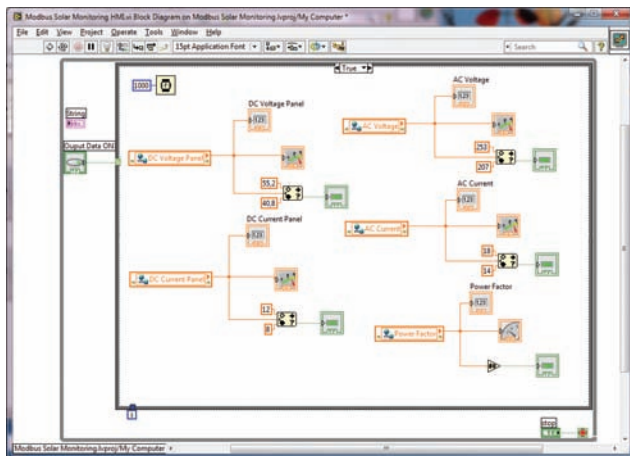 Modbus Solar Monitoring HMI.vi Block Diagram on Modbus Solar Monitoring.lvproj/My Computer *
File Edit View Project Operate Tools Window Help
15pt Application Font
Search
True
1000
String
abc
Ouput Data ON
DC Voltage Panel
DC Voltage Panel
55,2
40,8
DC Current Panel
DC Current Panel
12
8
AC Voltage
AC Voltage
253
207
AC Current
AC Current
18
14
Power Factor
Power Factor
i
stop
Modbus Solar Monitoring.lvproj/My Computer